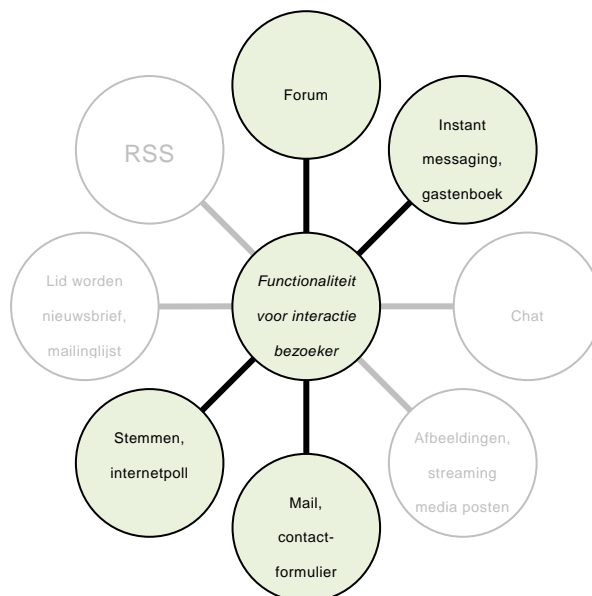 Forum
RSS
Instant
messaging,
gastenboek
Lid worden
nieuwsbrief,
mailinglijst
Functionaliteit
voor interactie
bezoeker
Chat
Stemmen,
internetpoll
Afbeeldingen,
streaming
media posten
Mail,
contact-
formulier